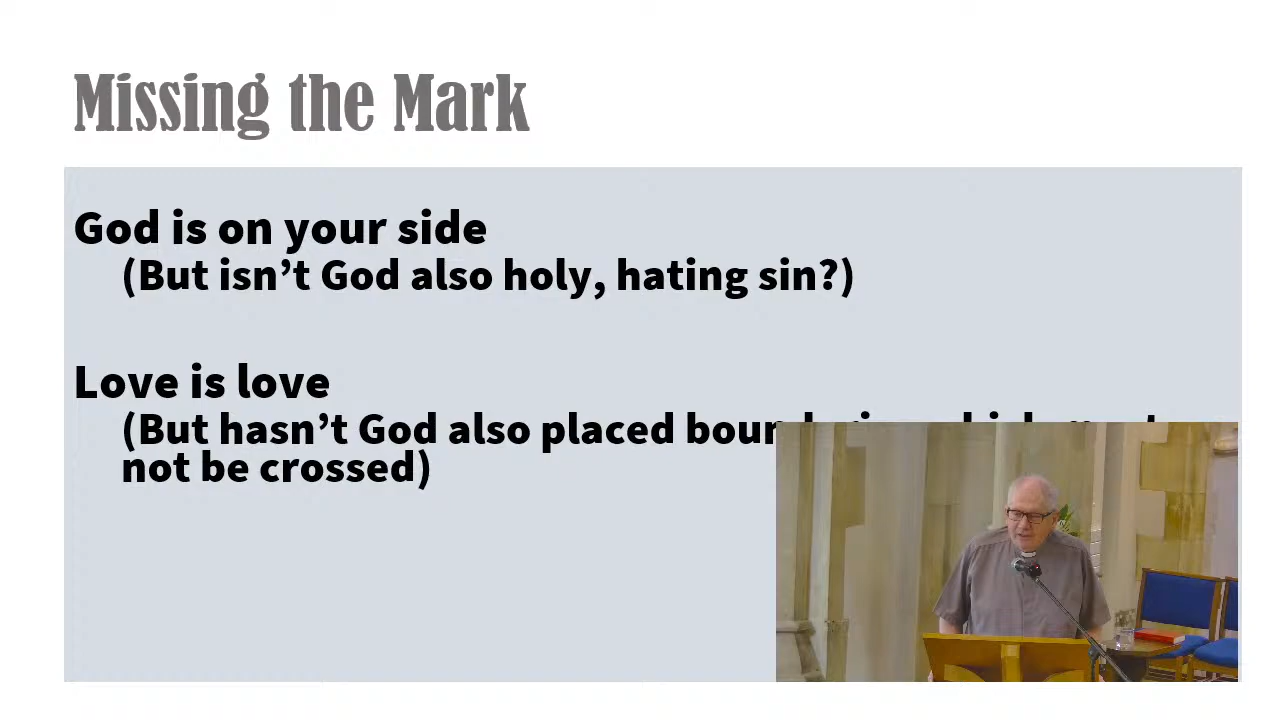 Missing the Mark
God is on your side
(But isn’t God also holy, hating sin?)
Love is love
(But hasn’t God also placed
not be crossed)